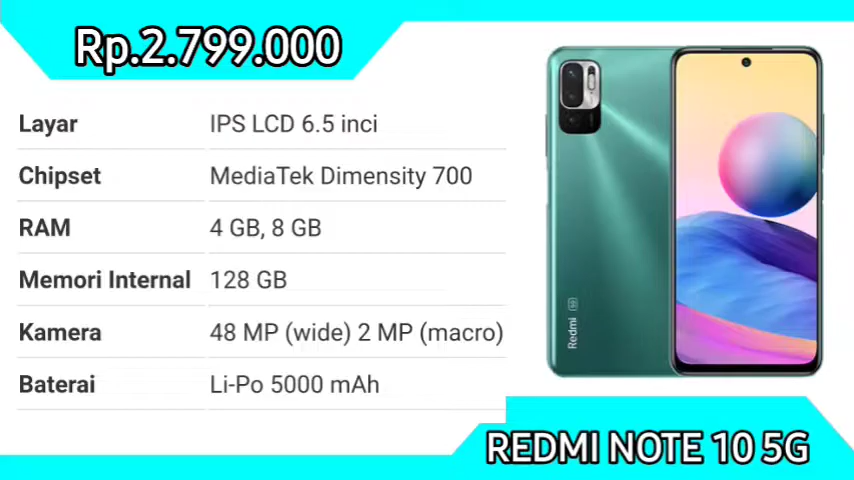 Rp.2.799.000
Layar IPS LCD 6.5 inci
Chipset MediaTek Dimensity 700
RAM 4 GB, 8 GB
Memori Internal 128 GB
Kamera 48 MP (wide) 2 MP (macro)
Baterai Li-Po 5000 mAh
Redmi 5G
REDMI NOTE 10 5G